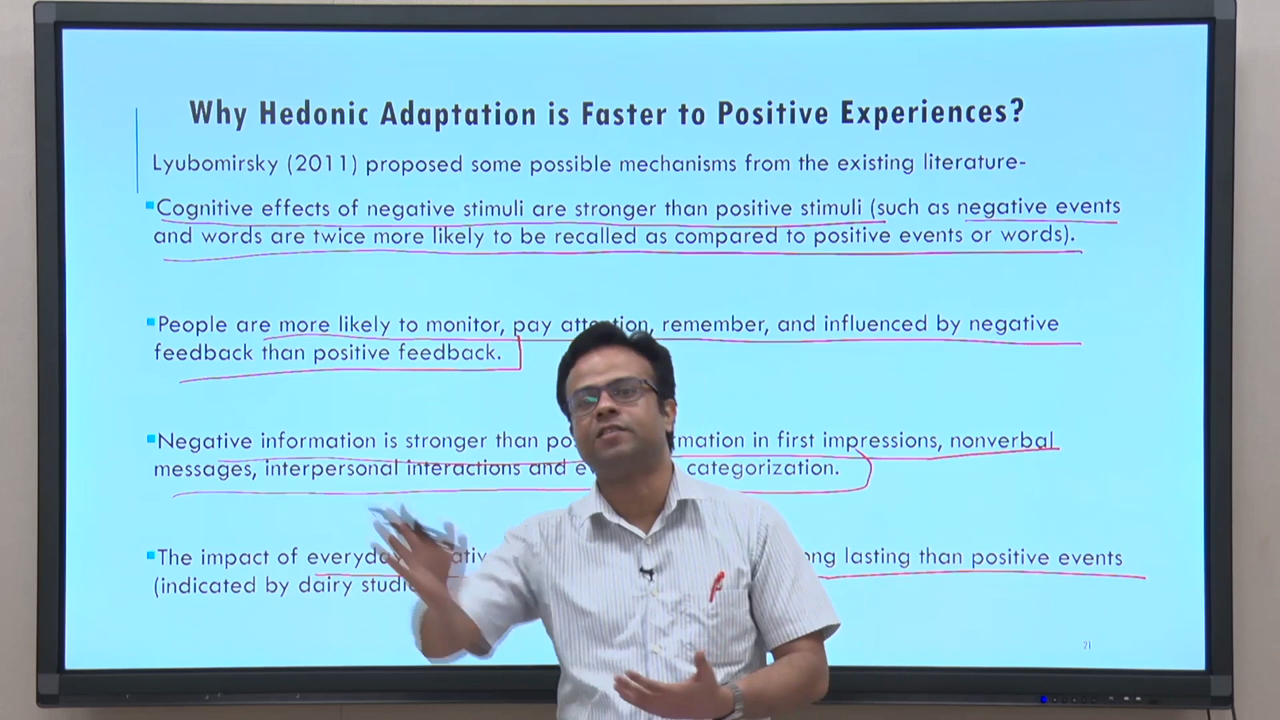 Why Hedonic Adaptation is Faster to Positive Experiences?
Lyubomirsky (2011) proposed some possible mechanisms from the existing literature-
▪Cognitive effects of negative stimuli are stronger than positive stimuli (such as negative events
and words are twice more likely to be recalled as compared to positive events or words).
▪People are more likely to monitor, pay attention, remember, and influenced by negative
feedback than positive feedback.
▪Negative information is stronger than in first impressions, nonverbal
messages, interpersonal interactions and categorization.
▪The impact of lasting than positive events
(indicated by dairy
21